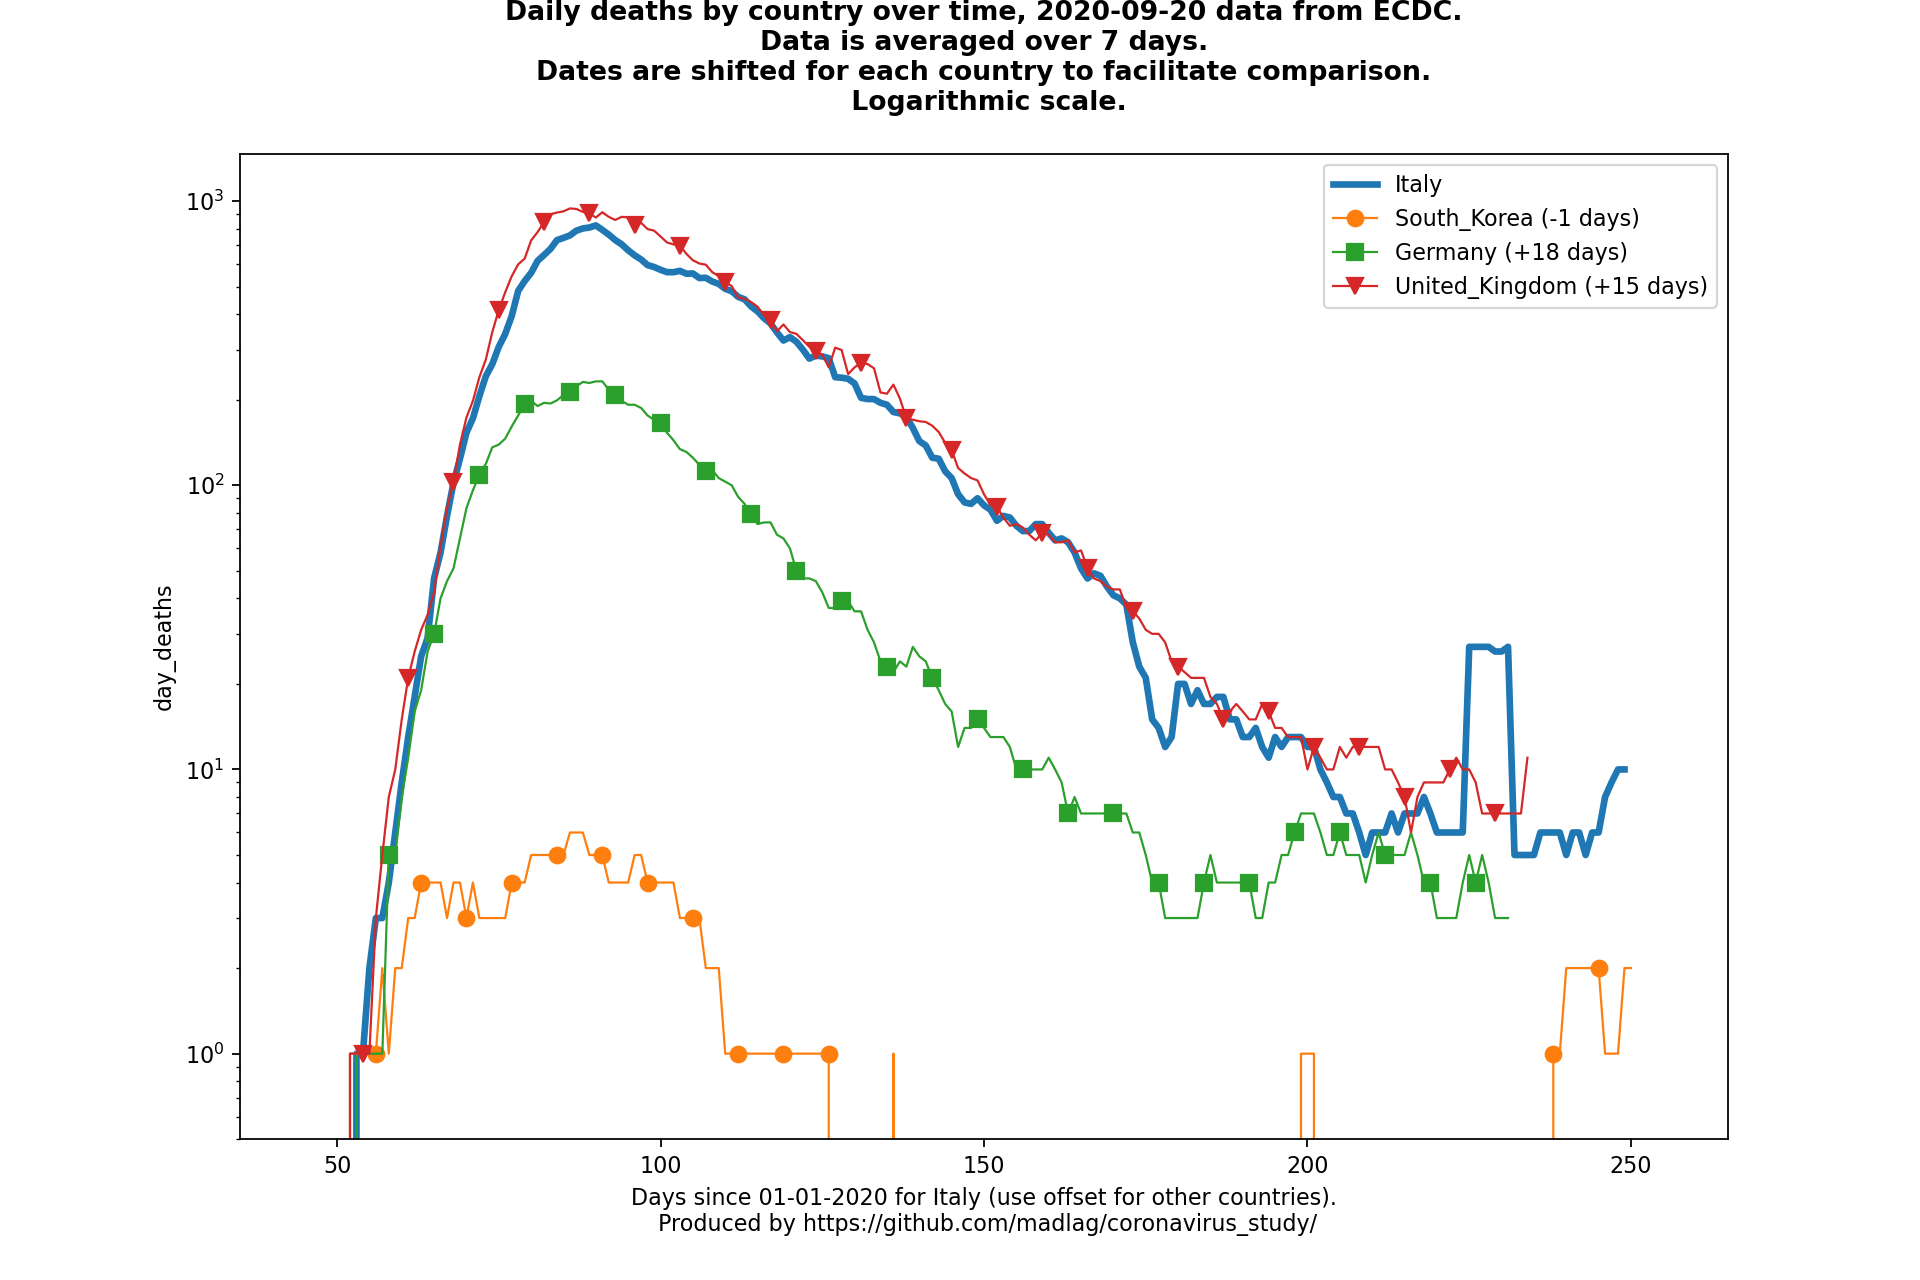 Daily deaths by country over time, 2020-09-20 data from ECDC.
Data is averaged over 7 days.
Dates are shifted for each country to facilitate comparison.
Logarithmic scale.
Italy
South_Korea (-1 days)
Germany (+18 days)
United_Kingdom (+15 days)
10³
10²
10¹
10⁰
day_deaths
50
100
150
200
250
Days since 01-01-2020 for Italy (use offset for other countries).
Produced by https://github.com/madlag/coronavirus_study/